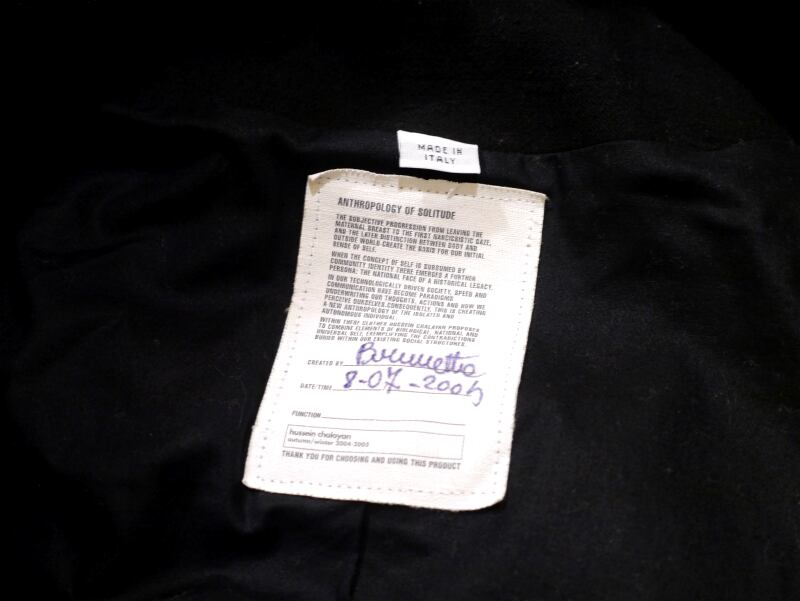 MADE IN
ITALY
ANTHROPOLOGY OF SOLITUDE
THE SUBJECTIVE PROGRESSION FROM LEAVING THE
MATERNAL BREAST TO THE FIRST NARCISSISTIC GAZE,
AND THE LATER DISTINCTION BETWEEN BODY AND
OUTSIDE WORLD CREATE THE BASIS FOR OUR INITIAL
SENSE OF SELF.
WHEN THE CONCEPT OF SELF IS SUBSUMED BY
COMMUNITY IDENTITY THERE EMERGES A FURTHER
PERSONA: THE NATIONAL FACE OF A HISTORICAL LEGACY.
IN OUR TECHNOLOGICALLY DRIVEN SOCIETY, SPEED AND
COMMUNICATION HAVE BECOME PARADIGMS
UNDERWRITING OUR THOUGHTS, ACTIONS AND HOW WE
PERCEIVE OURSELVES.CONSEQUENTLY, THIS IS CREATING
A NEW ANTHROPOLOGY OF THE ISOLATED AND
AUTONOMOUS INDIVIDUAL.
WITHIN THESE CLOTHES HUSSEIN CHALAYAN PROPOSES
TO COMBINE ELEMENTS OF BIOLOGICAL, NATIONAL AND
UNIVERSAL SELF, EXEMPLIFYING THE CONTRADICTIONS
BURIED WITHIN OUR EXISTING SOCIAL STRUCTURES.
CREATED BY Brunetta
DATE/TIME 8-07-2004
FUNCTION
hussein chalayan
autumn/winter 2004-2005
THANK YOU FOR CHOOSING AND USING THIS PRODUCT